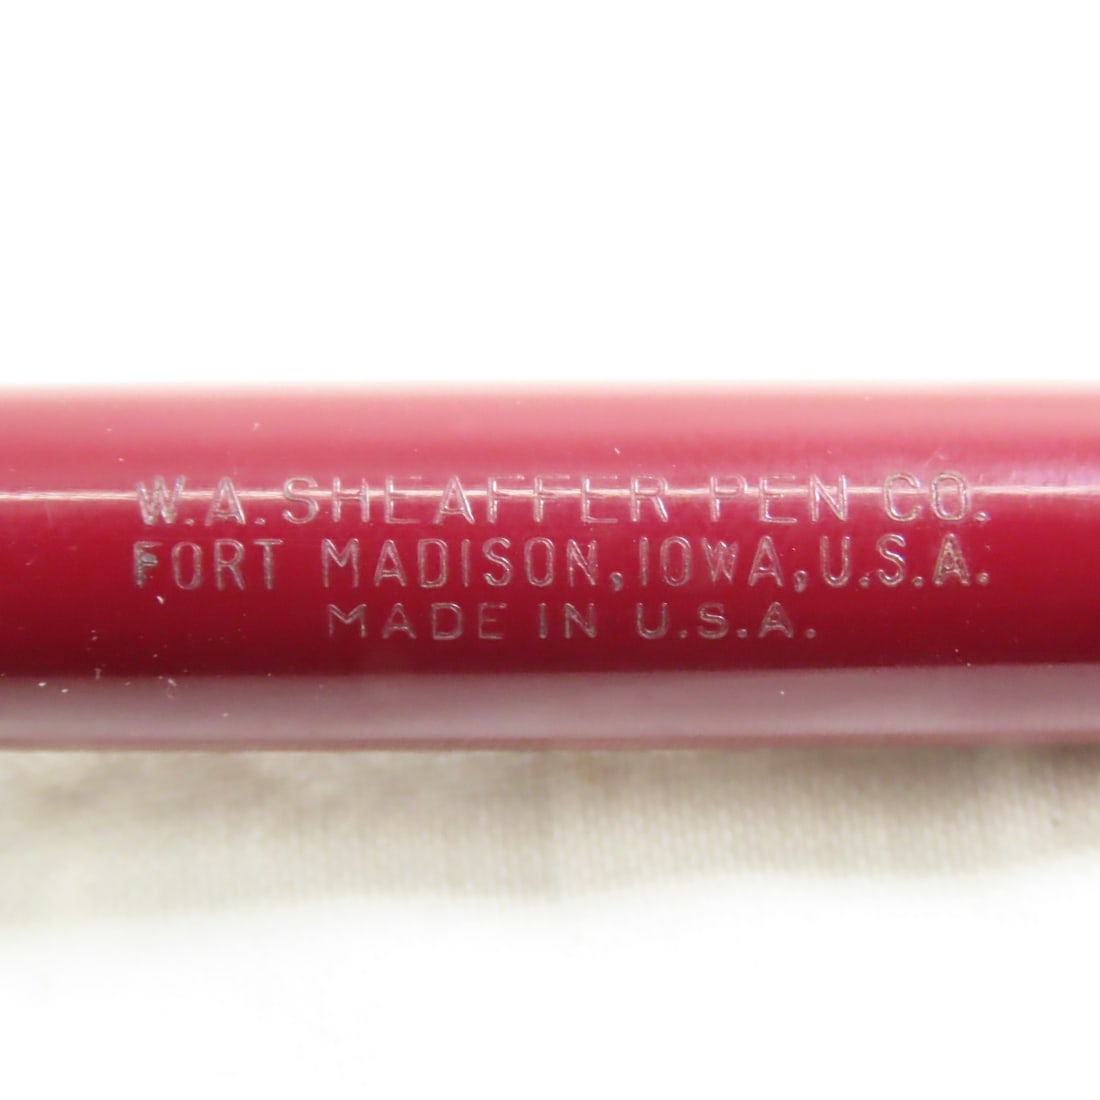 W.A. SHEAFFER PEN CO.
FORT MADISON, IOWA, U.S.A.
MADE IN U.S.A.